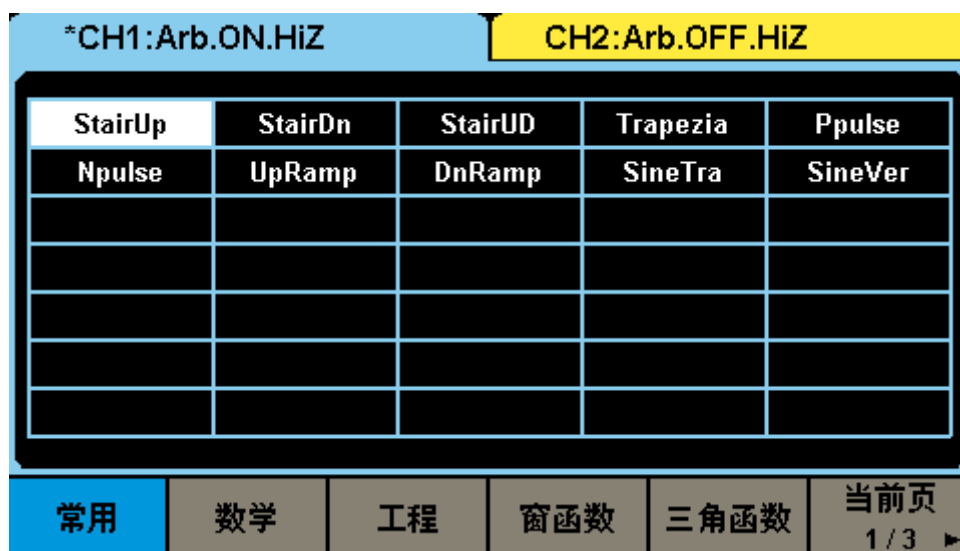 *CH1:Arb.ON.HiZ CH2:Arb.OFF.HiZ
StairUp StairDn StairUD Trapezia Ppulse
Npulse UpRamp DnRamp SineTra SineVer
常用 数学 工程 窗函数 三角函数 当前页
1/3 ►